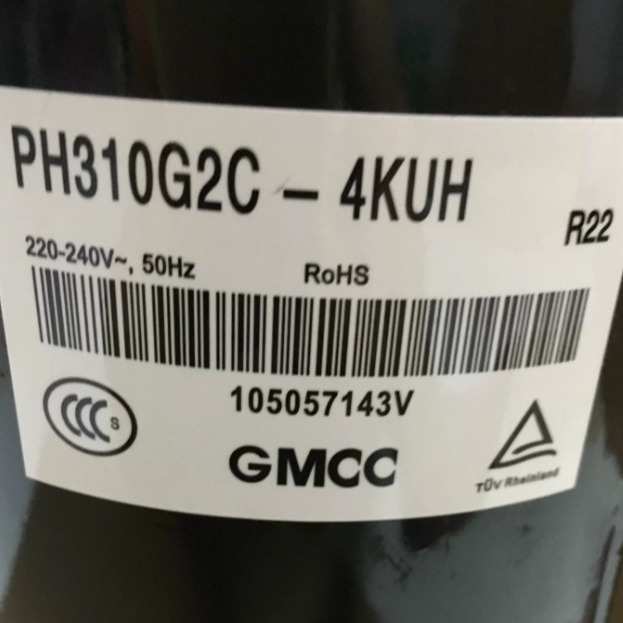 PH310G2C - 4KUH
R22
220-240V~, 50Hz
RoHS
105057143V
CCC S
GMCC
TÜV Rheinland